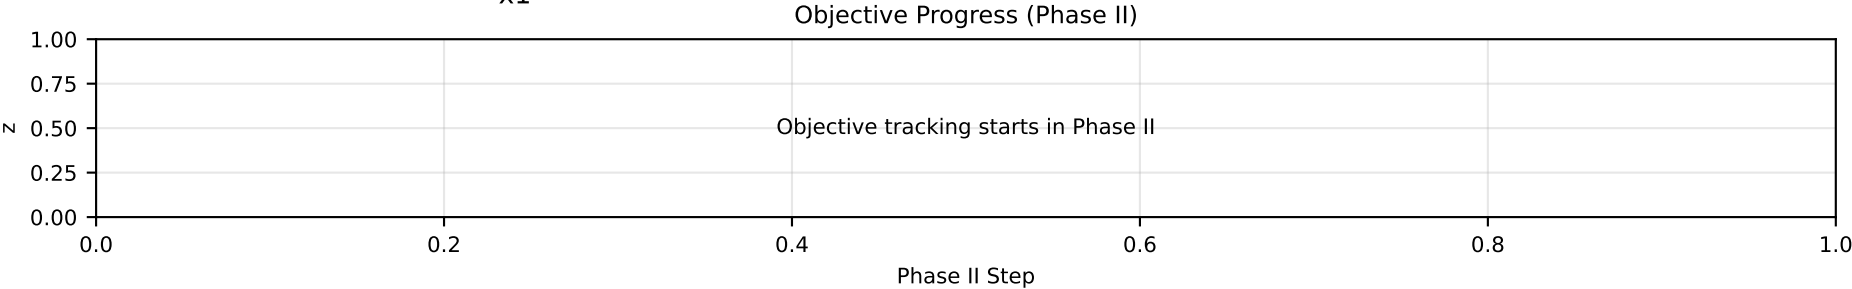 x1
Objective Progress (Phase II)
1.00
0.75
0.50
0.25
0.00
z
Objective tracking starts in Phase II
0.0 0.2 0.4 0.6 0.8 1.0
Phase II Step